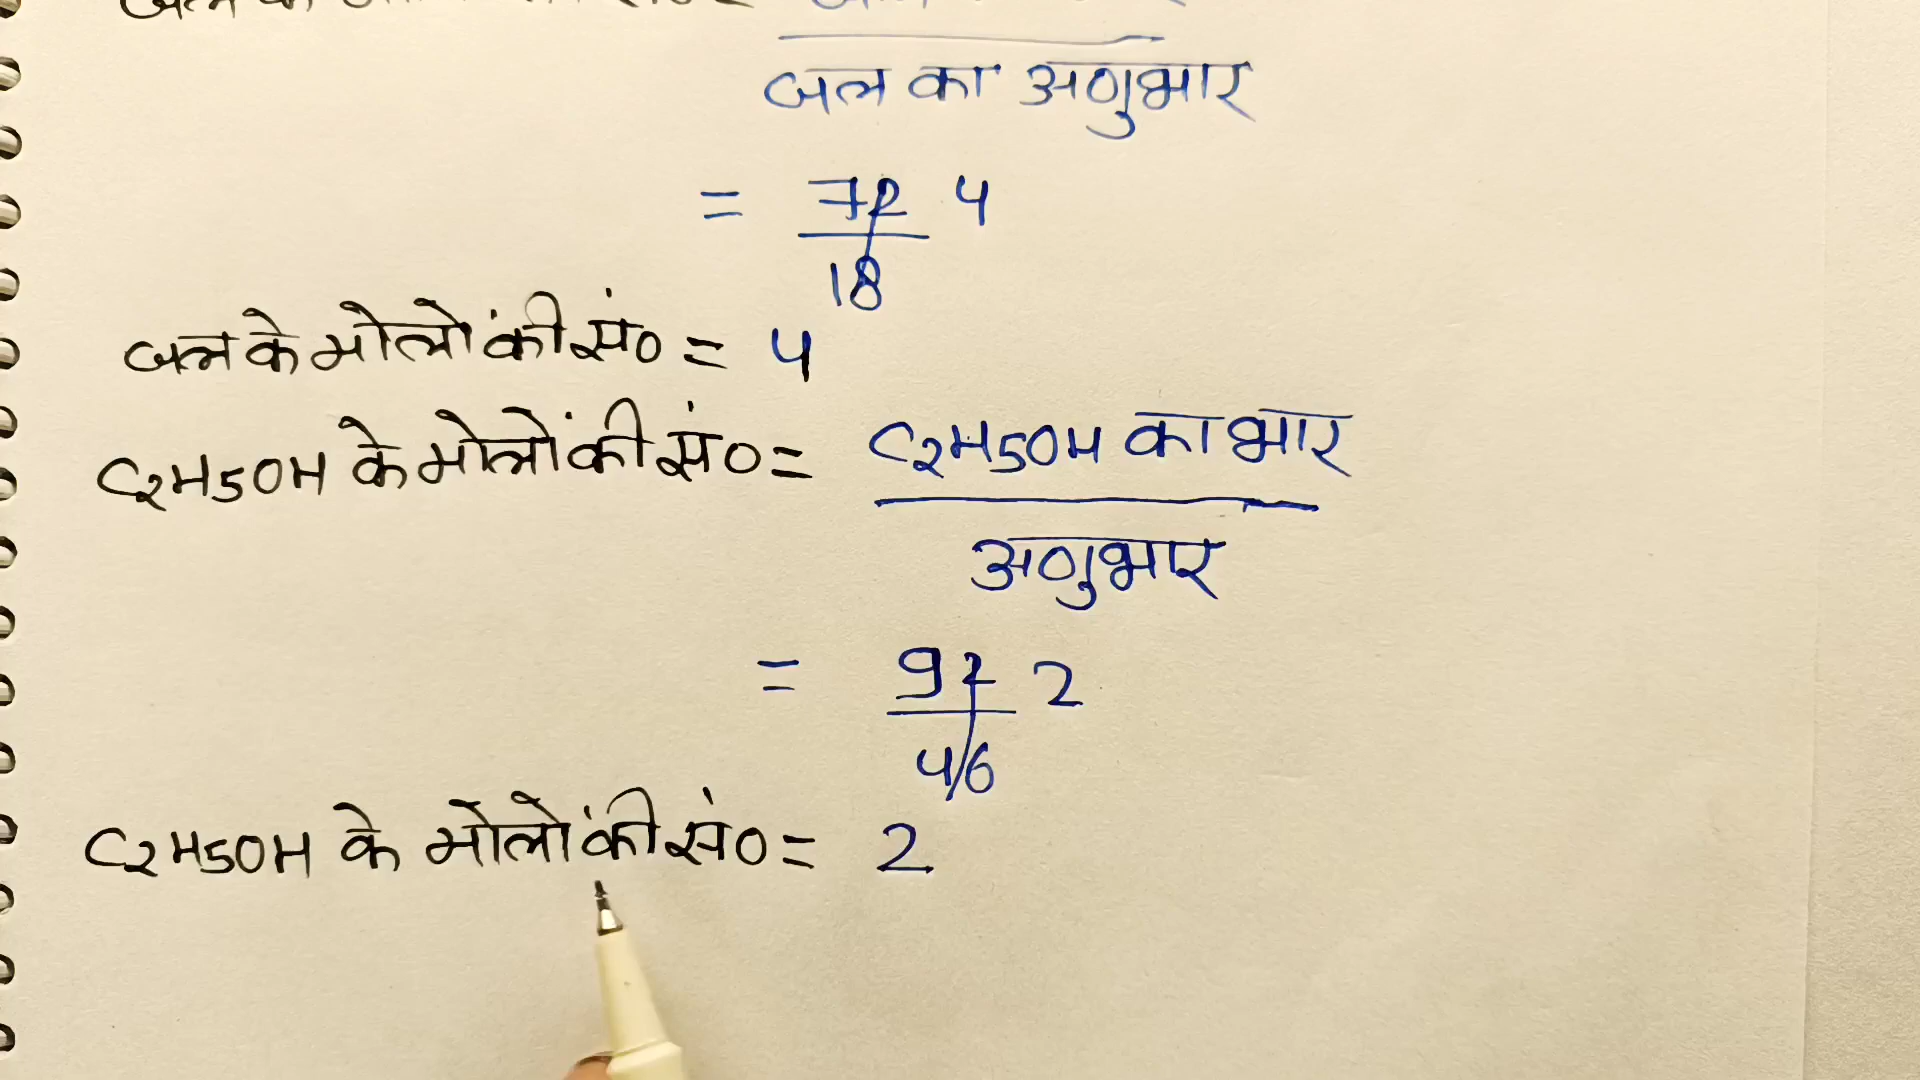 जल का अणुभार
= 72 4
18
जल के मोलों की सं० = 4
C2H5OH के मोलों की सं० = C2H5OH का भार
अणुभार
= 92 2
46
C2H5OH के मोलों की सं० = 2